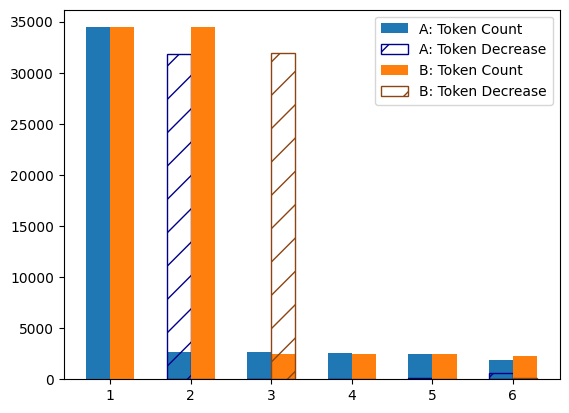 35000
30000
25000
20000
15000
10000
5000
0
A: Token Count
A: Token Decrease
B: Token Count
B: Token Decrease
1 2 3 4 5 6